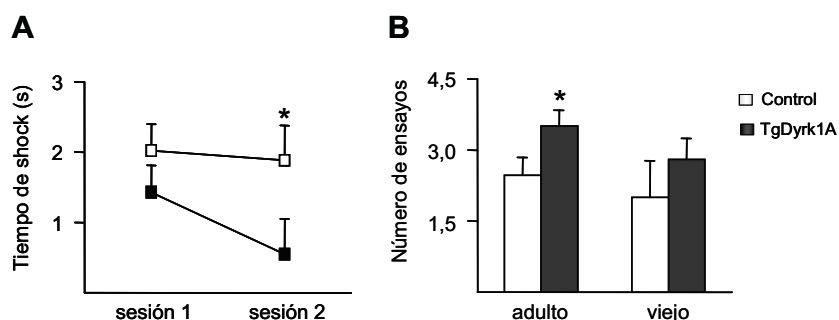 A
Tiempo de shock (s)
3
2
1
*
sesión 1
sesión 2
B
Número de ensayos
4,5
3,0
1,5
*
adulto
viejo
Control
TgDyrk1A